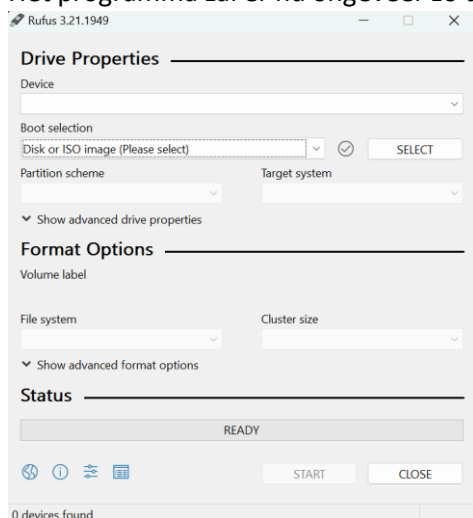 Rufus 3.21.1949
Drive Properties
Device
Boot selection
Disk or ISO image (Please select)
SELECT
Partition scheme Target system
Show advanced drive properties
Format Options
Volume label
File system Cluster size
Show advanced format options
Status
READY
START CLOSE
0 devices found